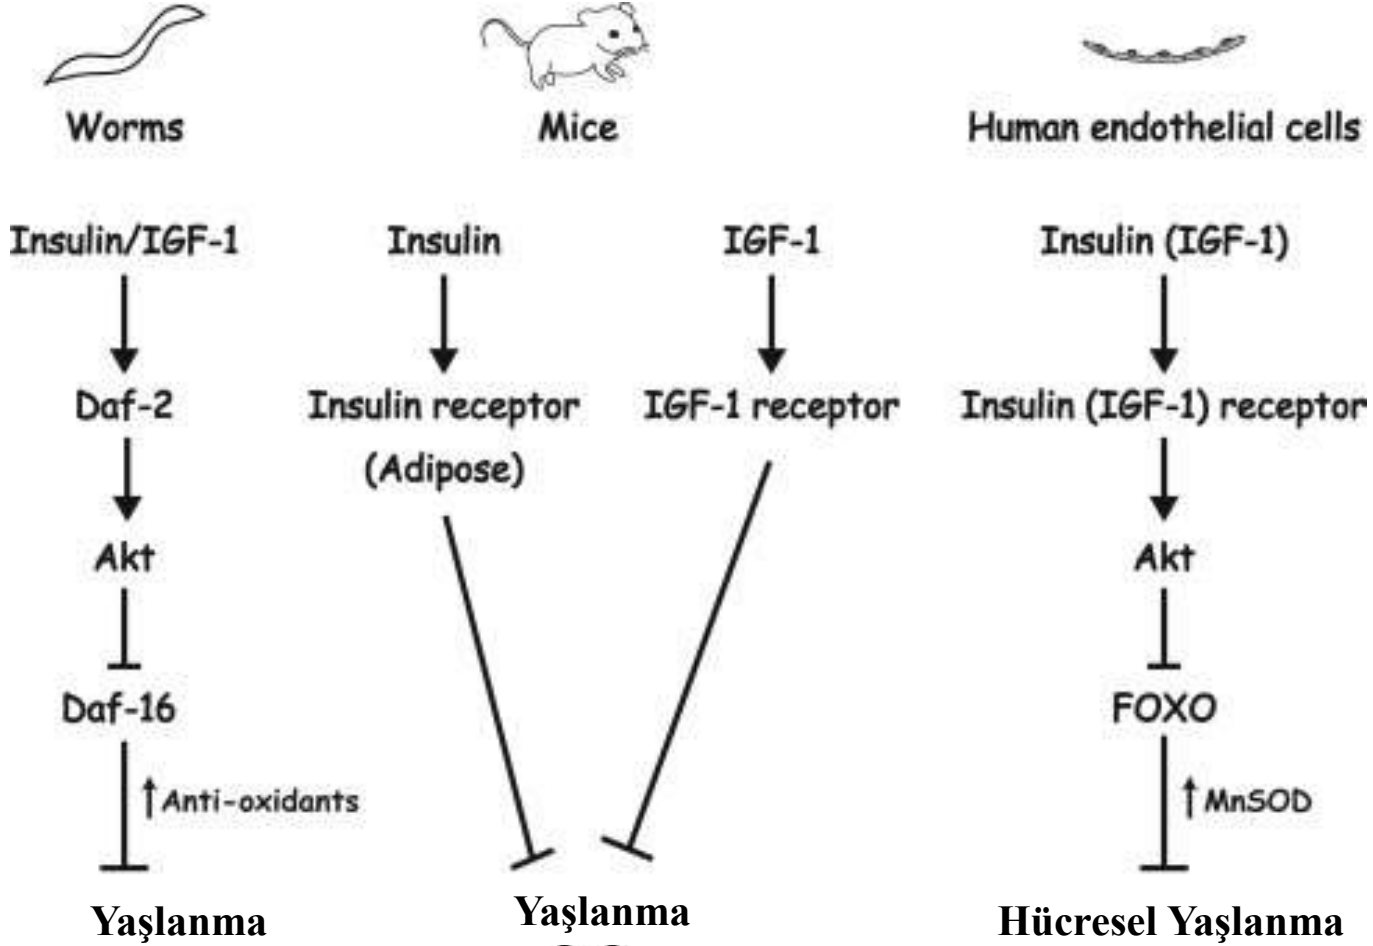 Worms
Mice
Human endothelial cells
Insulin/IGF-1
Insulin
IGF-1
Insulin (IGF-1)
Daf-2
Insulin receptor
(Adipose)
IGF-1 receptor
Insulin (IGF-1) receptor
Akt
Akt
Daf-16
FOXO
↑Anti-oxidants
↑MnSOD
Yaşlanma
Yaşlanma
Hücresel Yaşlanma